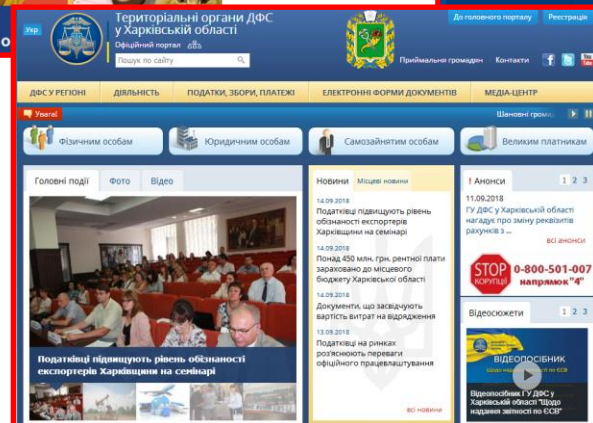 о
Укр
Територіальні органи ДФС
у Харківській області
Офіційний портал
Пошук по сайту
До головного порталу Реєстрація
Приймальня громадян Контакти
ДФС У РЕГІОНІ ДІЯЛЬНІСТЬ ПОДАТКИ, ЗБОРИ, ПЛАТЕЖІ ЕЛЕКТРОННІ ФОРМИ ДОКУМЕНТІВ МЕДІА-ЦЕНТР
Увага! Шановні грома
Фізичним особам Юридичним особам Самозайнятим особам Великим платникам
Головні події Фото Відео
Податківці підвищують рівень обізнаності
експортерів Харківщини на семінарі
Новини Місцеві новини
14.09.2018
Податківці підвищують рівень
обізнаності експортерів
Харківщини на семінарі
14.09.2018
Понад 450 млн. грн. рентної плати
зараховано до місцевого
бюджету Харківської області
14.09.2018
Документи, що засвідчують
вартість витрат на відрядження
13.09.2018
Податківці на ринках
роз'яснюють переваги
офіційного працевлаштування
всі новини
! Анонси 1 2 3
11.09.2018
ГУ ДФС у Харківській області
нагадує про зміну реквізитів
рахунків з ...
всі анонси
STOP
КОРУПЦІЇ
0-800-501-007
напрямок "4"
Відеосюжети 1 2 3
ВІДЕОПОСІБНИК
Відеопосібник ГУ ДФС у
Харківській області "Щодо
надання звітності по ЄСВ"